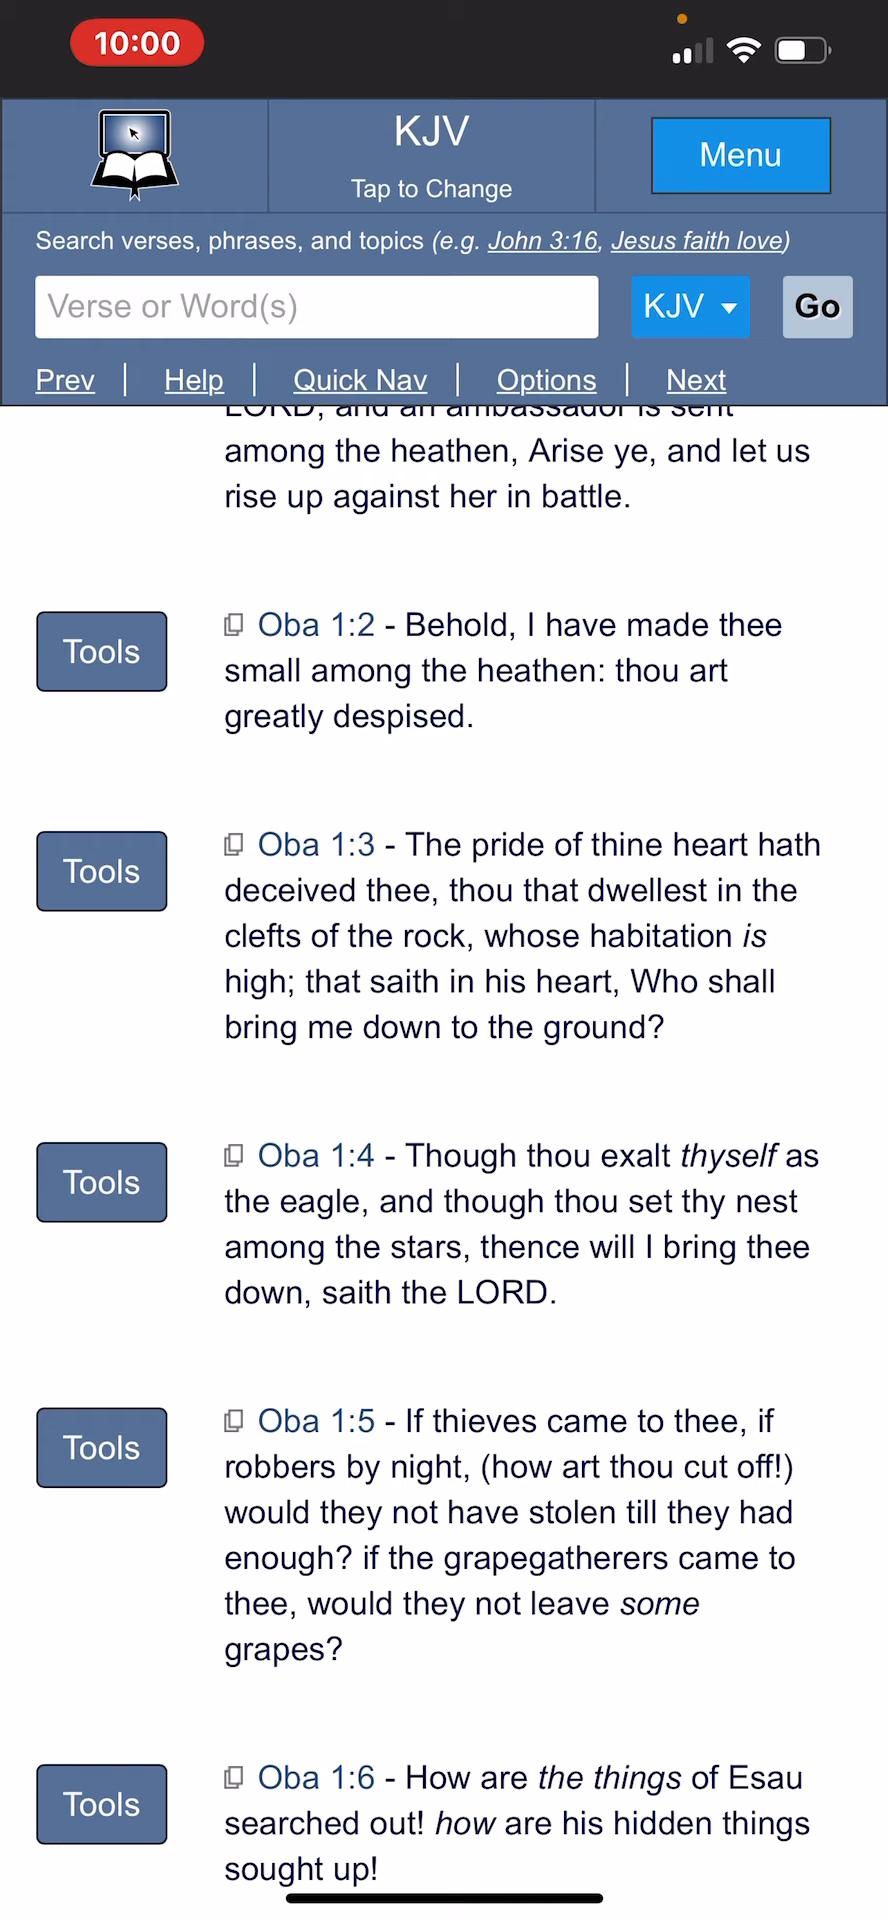 10:00
KJV
Tap to Change
Menu
Search verses, phrases, and topics (e.g. John 3:16, Jesus faith love)
Verse or Word(s)
KJV
Go
Prev | Help | Quick Nav | Options | Next
LORD, and an ambassador is sent
among the heathen, Arise ye, and let us
rise up against her in battle.
Tools
Oba 1:2 - Behold, I have made thee
small among the heathen: thou art
greatly despised.
Tools
Oba 1:3 - The pride of thine heart hath
deceived thee, thou that dwellest in the
clefts of the rock, whose habitation is
high; that saith in his heart, Who shall
bring me down to the ground?
Tools
Oba 1:4 - Though thou exalt thyself as
the eagle, and though thou set thy nest
among the stars, thence will I bring thee
down, saith the LORD.
Tools
Oba 1:5 - If thieves came to thee, if
robbers by night, (how art thou cut off!)
would they not have stolen till they had
enough? if the grapegatherers came to
thee, would they not leave some
grapes?
Tools
Oba 1:6 - How are the things of Esau
searched out! how are his hidden things
sought up!